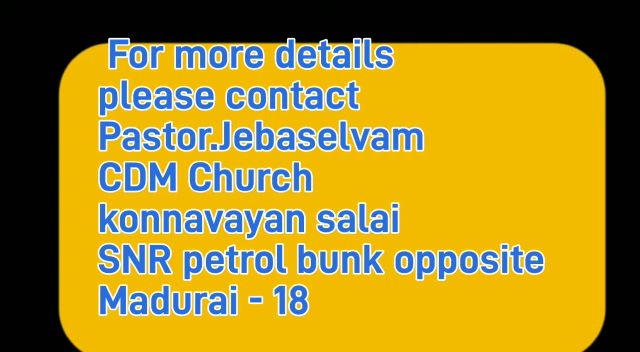 For more details
please contact
Pastor.Jebaselvam
CDM Church
konnavayan salai
SNR petrol bunk opposite
Madurai - 18